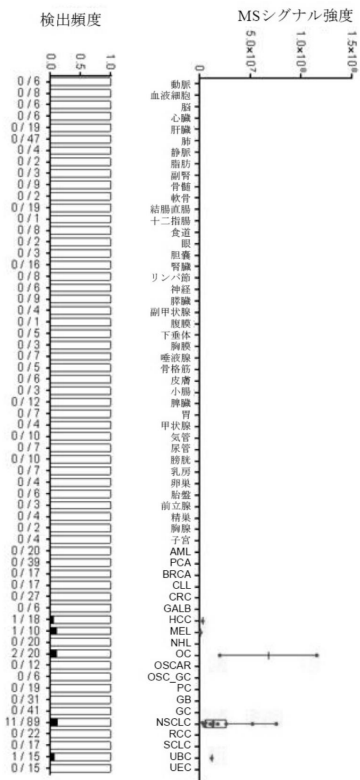 検出頻度 MSシグナル強度
0.0 0.5 1.0 0 5.0×10⁷ 1.0×10⁸ 1.5×10⁸
0 / 6 動脈
0 / 8 血液細胞
0 / 6 脳
0 / 6 心臓
0 / 19 肝臓
0 / 47 肺
0 / 4 静脈
0 / 2 脂肪
0 / 3 副腎
0 / 9 骨髄
0 / 2 軟骨
0 / 19 結腸直腸
0 / 1 十二指腸
0 / 8 食道
0 / 2 眼
0 / 3 胆嚢
0 / 16 腎臓
0 / 8 リンパ節
0 / 6 神経
0 / 9 膵臓
0 / 4 副甲状腺
0 / 1 腹膜
0 / 5 下垂体
0 / 3 胸膜
0 / 7 唾液腺
0 / 5 骨格筋
0 / 6 皮膚
0 / 3 小腸
0 / 12 脾臓
0 / 7 胃
0 / 4 甲状腺
0 / 10 気管
0 / 7 尿管
0 / 10 膀胱
0 / 7 乳房
0 / 4 卵巣
0 / 6 胎盤
0 / 3 前立腺
0 / 4 精巣
0 / 2 胸腺
0 / 4 子宮
0 / 20 AML
0 / 39 PCA
0 / 17 BRCA
0 / 17 CLL
0 / 27 CRC
0 / 6 GALB
1 / 18 HCC
1 / 10 MEL
0 / 20 NHL
2 / 20 OC
0 / 12 OSCAR
0 / 6 OSC_GC
0 / 19 PC
0 / 31 GB
0 / 41 GC
11 / 89 NSCLC
0 / 22 RCC
0 / 17 SCLC
1 / 15 UBC
0 / 15 UEC